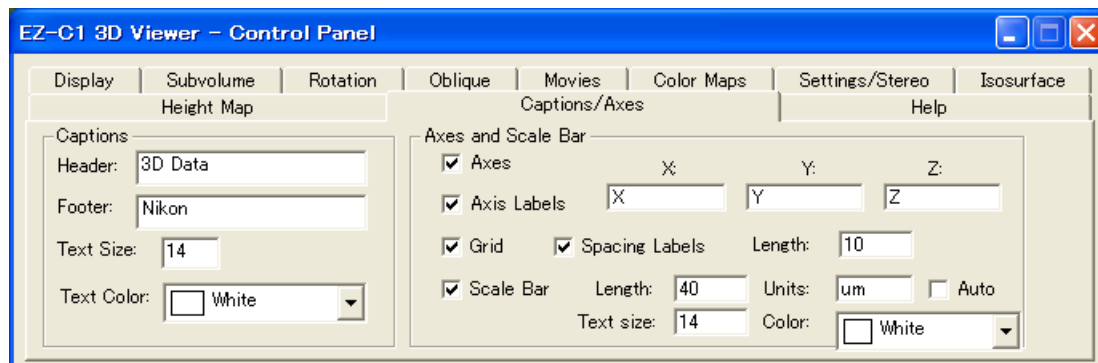 EZ-C1 3D Viewer - Control Panel
Display Subvolume Rotation Oblique Movies Color Maps Settings/Stereo Isosurface
Height Map Captions/Axes Help
Captions
Header: 3D Data
Footer: Nikon
Text Size: 14
Text Color: White
Axes and Scale Bar
Axes X: Y: Z:
Axis Labels X Y Z
Grid Spacing Labels Length: 10
Scale Bar Length: 40 Units: um Auto
Text size: 14 Color: White